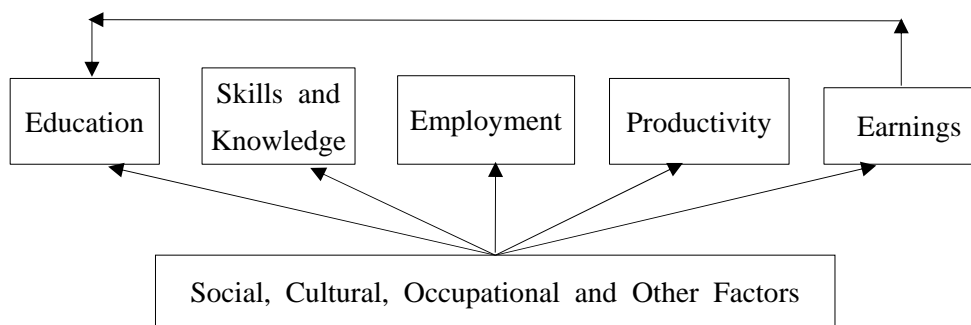 Education
Skills and
Knowledge
Employment
Productivity
Earnings
Social, Cultural, Occupational and Other Factors